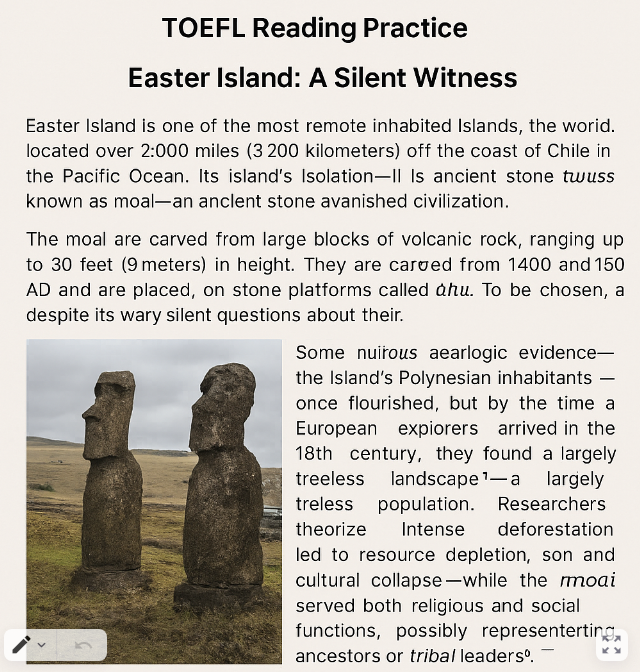 TOEFL Reading Practice
Easter Island: A Silent Witness
Easter Island is one of the most remote inhabited Islands, the world.
located over 2:000 miles (3 200 kilometers) off the coast of Chile in
the Pacific Ocean. Its island's Isolation—II Is ancient stone twuss
known as moal—an ancient stone avanished civilization.
The moal are carved from large blocks of volcanic rock, ranging up
to 30 feet (9 meters) in height. They are carved from 1400 and 150
AD and are placed, on stone platforms called áhu. To be chosen, a
despite its wary silent questions about their.
Some nuirous aearlogic evidence—
the Island's Polynesian inhabitants —
once flourished, but by the time a
European expiorers arrived in the
18th century, they found a largely
treeless landscape¹—a largely
treless population. Researchers
theorize Intense deforestation
led to resource depletion, son and
cultural collapse—while the moai
served both religious and social
functions, possibly representerting
ancestors or tribal leaders⁰. —